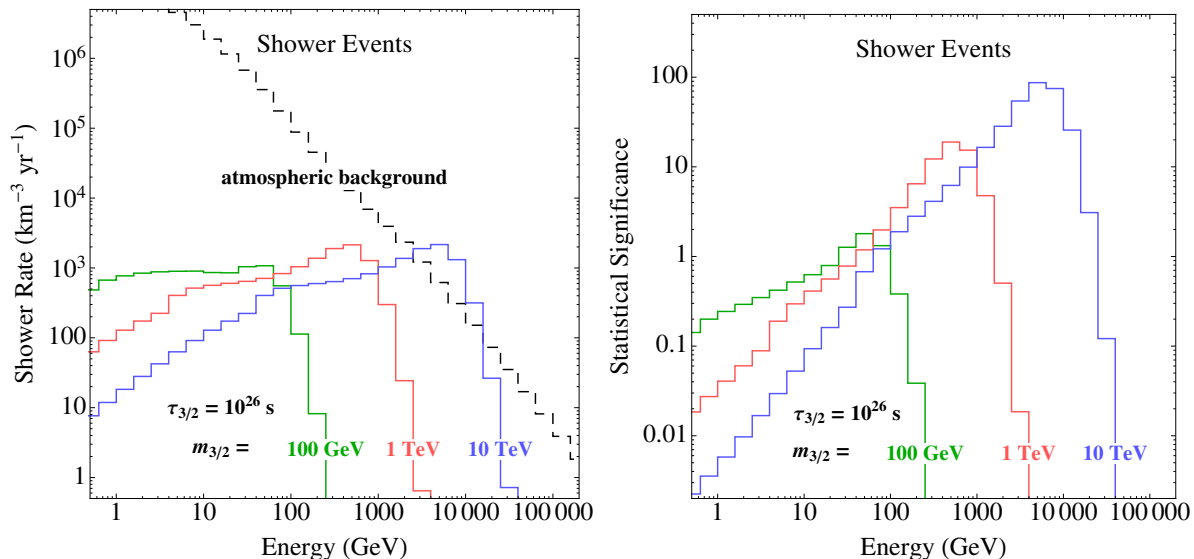 Shower Events
Shower Rate (km⁻³ yr⁻¹)
10⁶
10⁵
10⁴
1000
100
10
1
atmospheric background
τ3/2 = 10²⁶ s
m3/2 =
100 GeV
1 TeV
10 TeV
1
10
100
1000
10 000
100 000
Energy (GeV)
Shower Events
Statistical Significance
100
10
1
0.1
0.01
τ3/2 = 10²⁶ s
m3/2 =
100 GeV
1 TeV
10 TeV
1
10
100
1000
10 000
100 000
Energy (GeV)